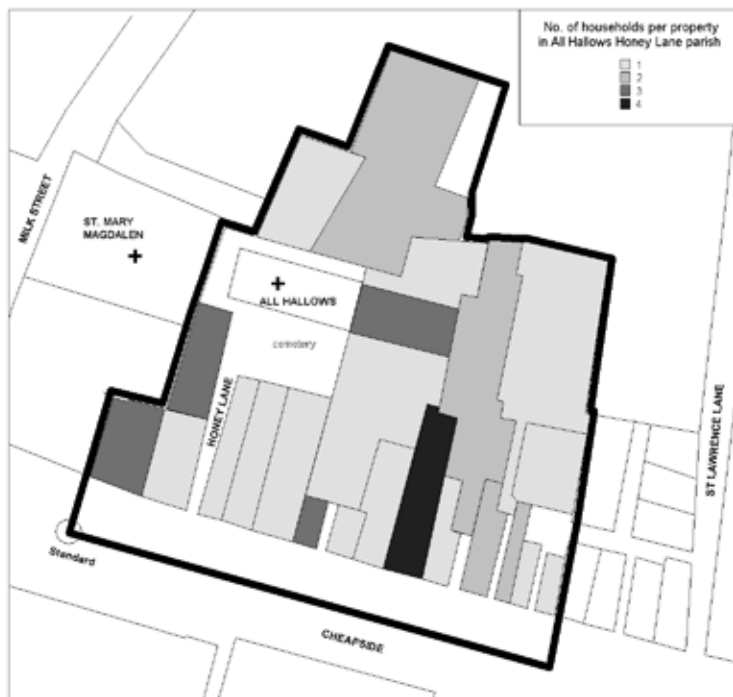 No. of households per property
in All Hallows Honey Lane parish
1
2
3
4
MILK STREET
ST. MARY
MAGDALEN
ALL HALLOWS
cemetery
HONEY LANE
ST LAWRENCE LANE
Standard
CHEAPSIDE